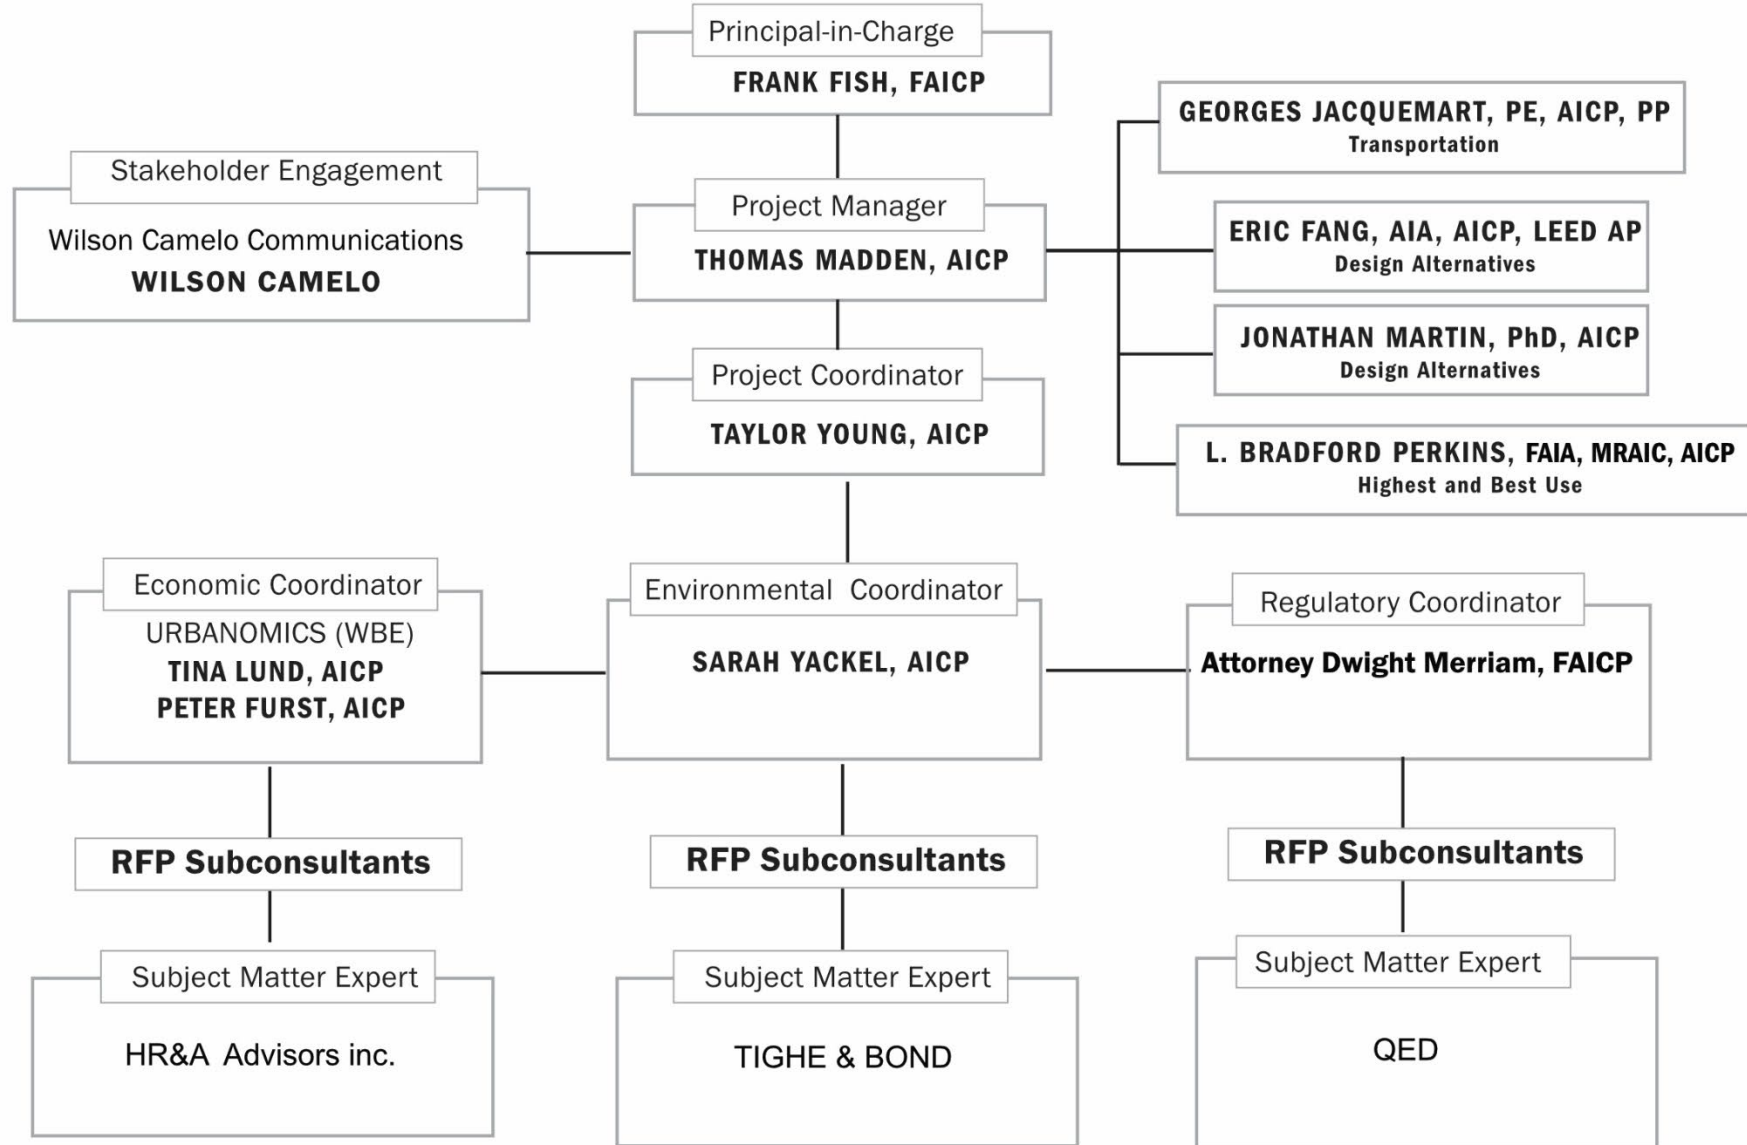 Principal-in-Charge
FRANK FISH, FAICP
GEORGES JACQUEMART, PE, AICP, PP
Transportation
Stakeholder Engagement
Wilson Camelo Communications
WILSON CAMELO
Project Manager
THOMAS MADDEN, AICP
ERIC FANG, AIA, AICP, LEED AP
Design Alternatives
JONATHAN MARTIN, PhD, AICP
Design Alternatives
Project Coordinator
TAYLOR YOUNG, AICP
L. BRADFORD PERKINS, FAIA, MRAIC, AICP
Highest and Best Use
Economic Coordinator
URBANOMICS (WBE)
TINA LUND, AICP
PETER FURST, AICP
Environmental Coordinator
SARAH YACKEL, AICP
Regulatory Coordinator
Attorney Dwight Merriam, FAICP
RFP Subconsultants
RFP Subconsultants
RFP Subconsultants
Subject Matter Expert
HR&A Advisors inc.
Subject Matter Expert
TIGHE & BOND
Subject Matter Expert
QED